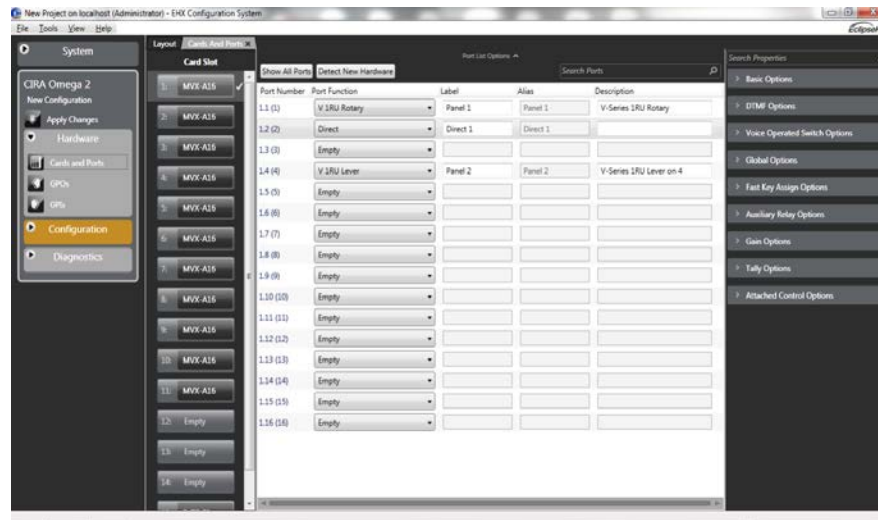 New Project on localhost (Administrator) - EHX Configuration System
File Tools View Help
Eclipse
System
CIRA Omega 2
New Configuration
Apply Changes
Hardware
Cards and Ports
GPOs
GPIs
Configuration
Diagnostics
Layout Cards And Ports x
Card Slot
1: MVX-A16 ✓
2: MVX-A16
3: MVX-A16
4: MVX-A16
5: MVX-A16
6: MVX-A16
7: MVX-A16
8: MVX-A16
9: MVX-A16
10: MVX-A16
11: MVX-A16
12: Empty
13: Empty
14: Empty
Port List Options
Show All Ports Detect New Hardware Search Ports
Port Number Port Function Label Alias Description
1.1 (1) V 1RU Rotary Panel 1 Panel 1 V-Series 1RU Rotary
1.2 (2) Direct Direct 1 Direct 1
1.3 (3) Empty
1.4 (4) V 1RU Lever Panel 2 Panel 2 V-Series 1RU Lever on 4
1.5 (5) Empty
1.6 (6) Empty
1.7 (7) Empty
1.8 (8) Empty
1.9 (9) Empty
1.10 (10) Empty
1.11 (11) Empty
1.12 (12) Empty
1.13 (13) Empty
1.14 (14) Empty
1.15 (15) Empty
1.16 (16) Empty
Search Properties
Basic Options
DTMF Options
Voice Operated Switch Options
Global Options
Fast Key Assign Options
Auxiliary Relay Options
Gain Options
Tally Options
Attached Control Options